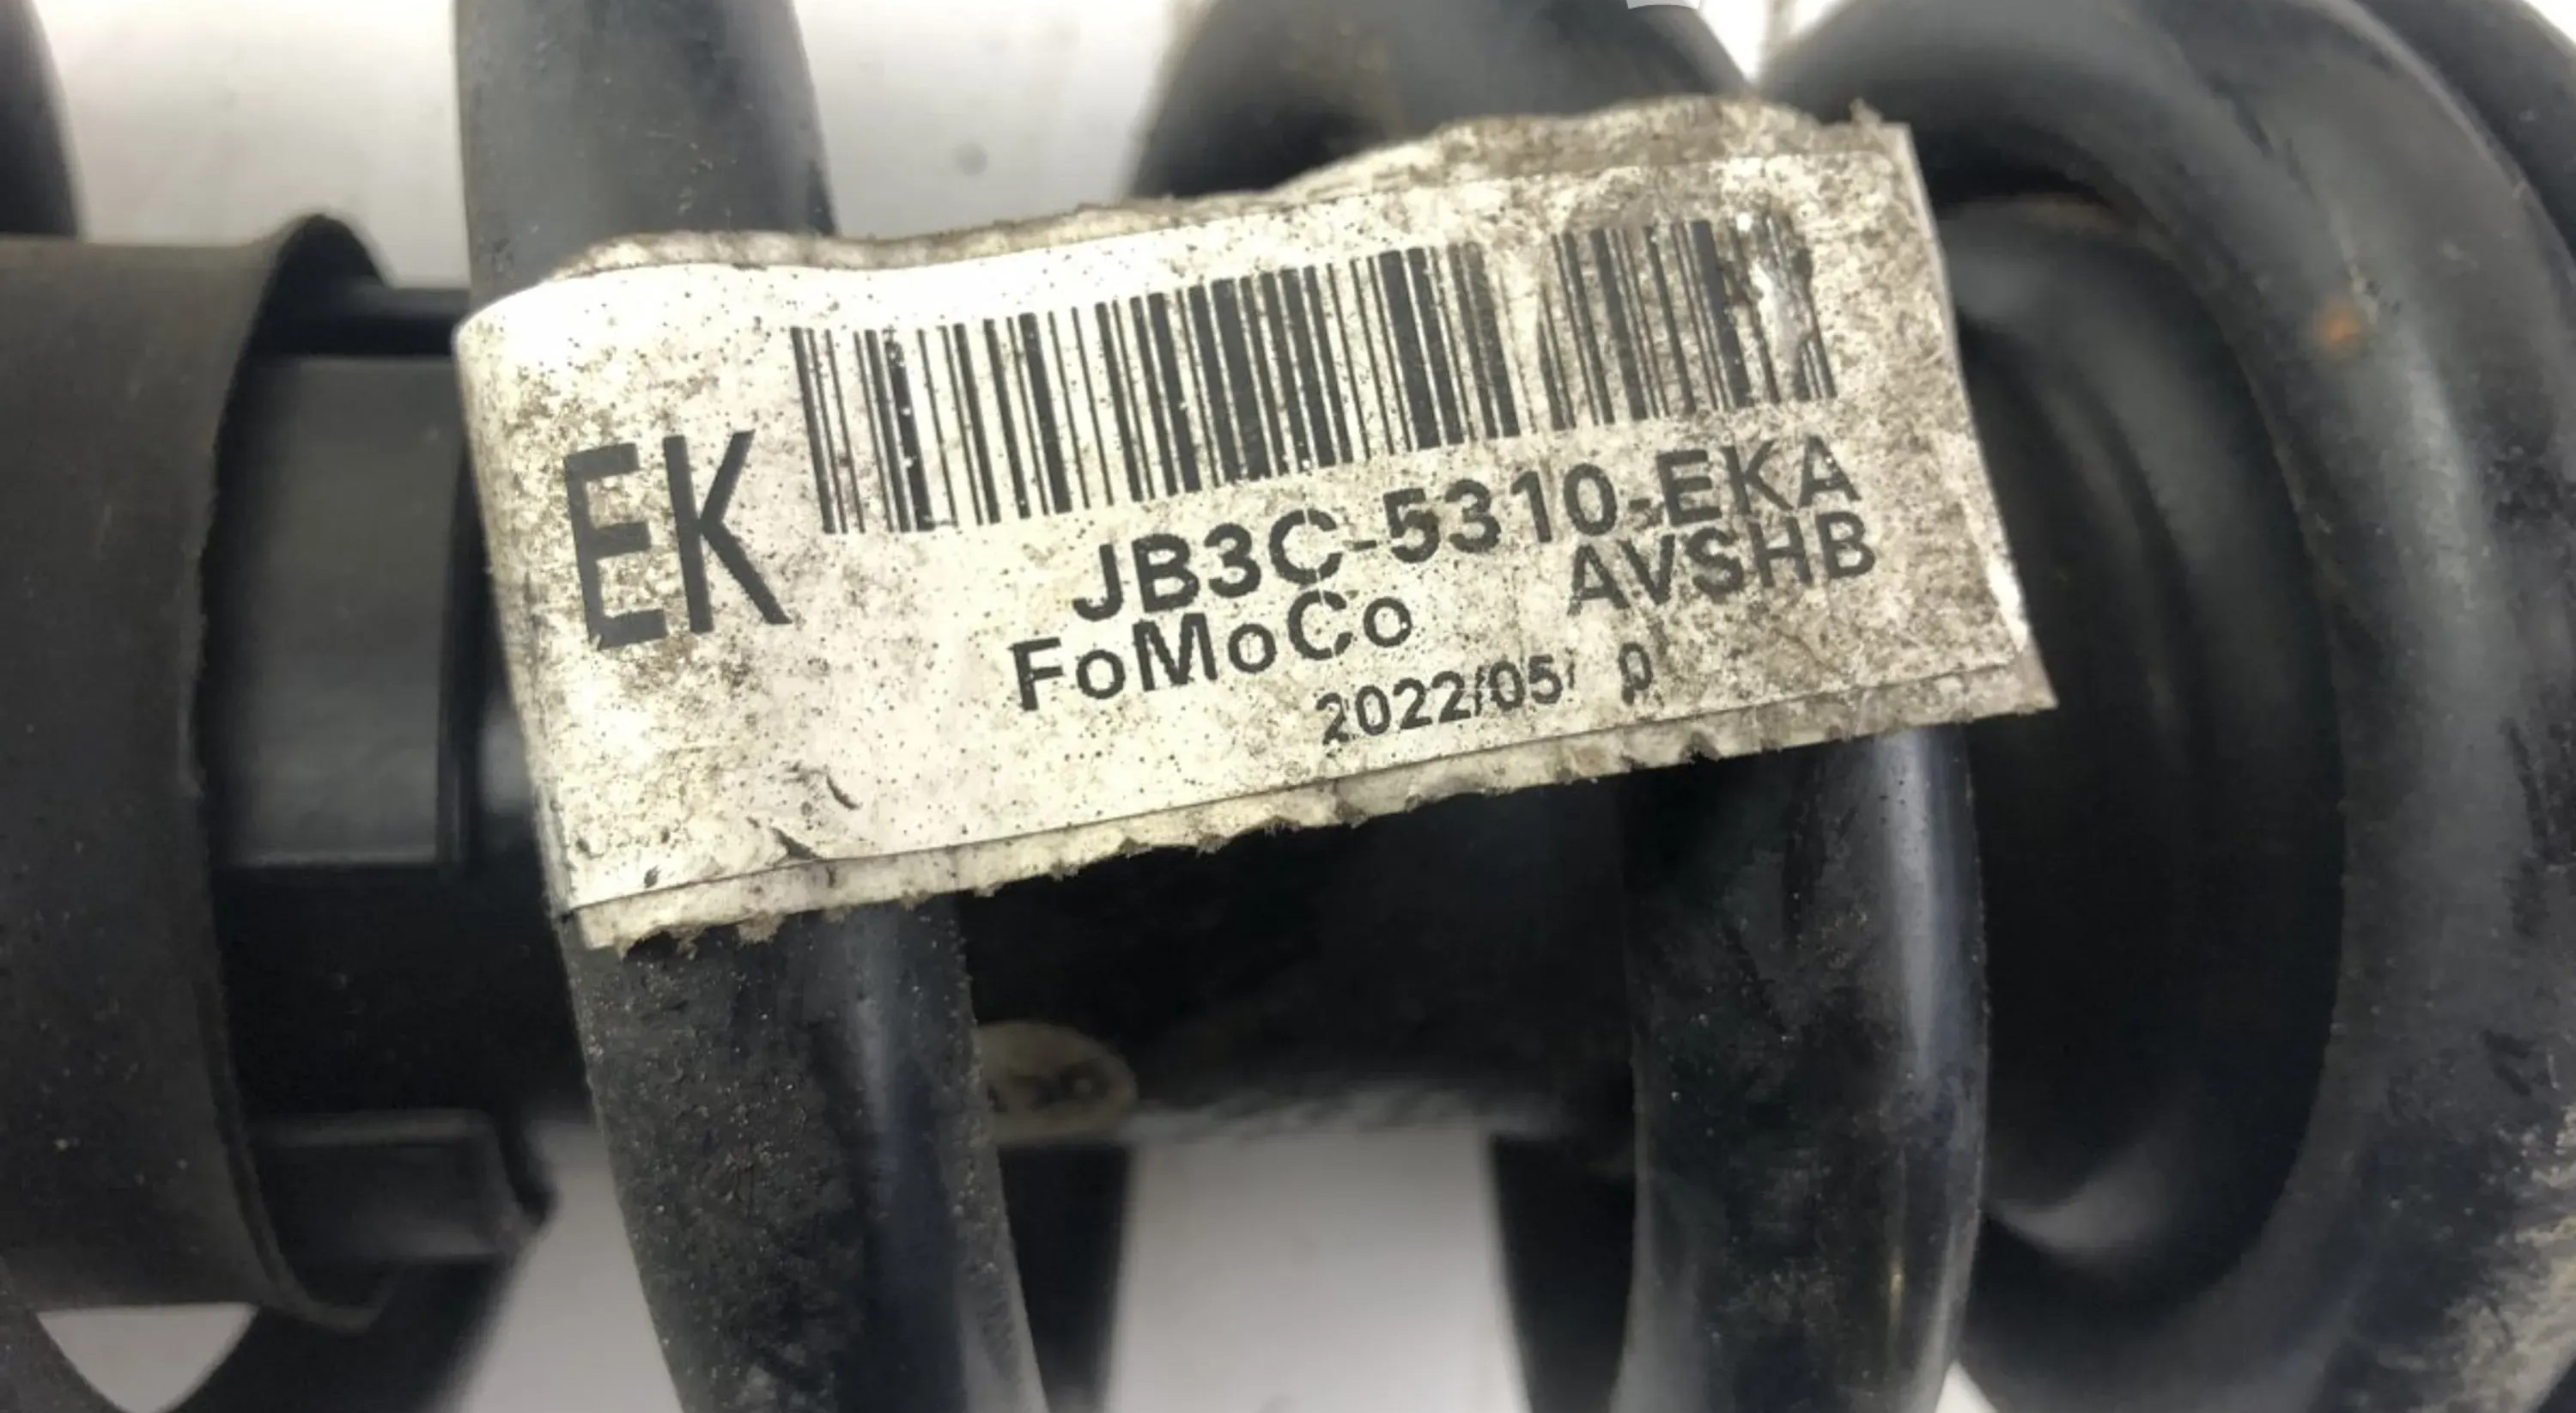 EK
JB3C-5310-EKA
FoMoCo AVSHB
2022/05/